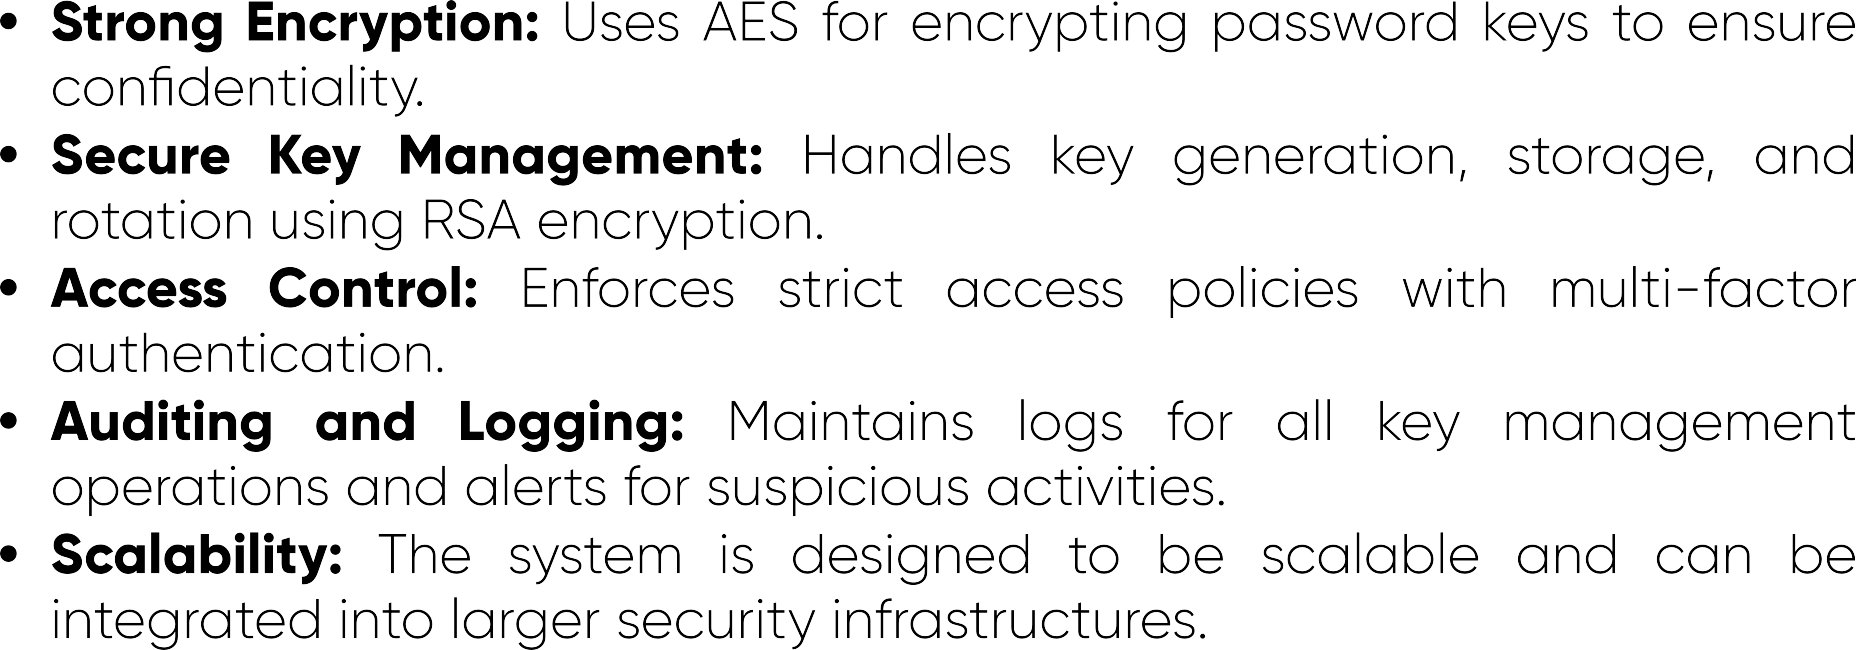 • Strong Encryption: Uses AES for encrypting password keys to ensure
confidentiality.
• Secure Key Management: Handles key generation, storage, and
rotation using RSA encryption.
• Access Control: Enforces strict access policies with multi-factor
authentication.
• Auditing and Logging: Maintains logs for all key management
operations and alerts for suspicious activities.
• Scalability: The system is designed to be scalable and can be
integrated into larger security infrastructures.